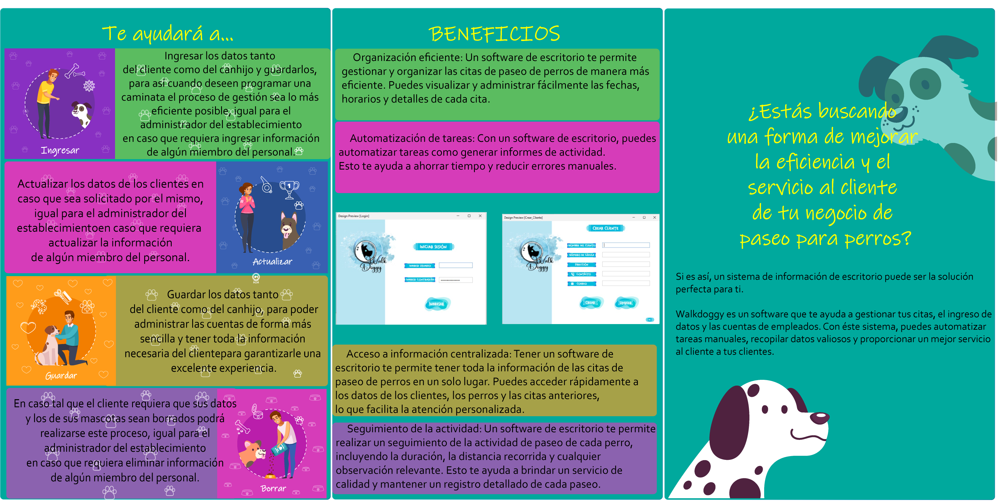 Te ayudará a...
Ingresar los datos tanto
del cliente como del canhijo y guardarlos,
para así cuando deseen programar una
caminata el proceso de gestión sea lo más
eficiente posible, igual para el
administrador del establecimiento
en caso que requiera ingresar información
de algún miembro del personal.
Ingresar
Actualizar los datos de los clientes en
caso que sea solicitado por el mismo,
igual para el administrador del
establecimientoen caso que requiera
actualizar la información
de algún miembro del personal.
1
Actualizar
#1
Guardar los datos tanto
del cliente como del canhijo, para poder
administrar las cuentas de forma más
sencilla y tener toda la información
necesaria del clientepara garantizarle una
excelente experiencia.
Guardar
En caso tal que el cliente requiera que sus datos
y los de sus mascotas sean borrados podrá
realizarse este proceso, igual para el
administrador del establecimiento
en caso que requiera eliminar información
de algún miembro del personal.
Borrar
BENEFICIOS
Organización eficiente: Un software de escritorio te permite
gestionar y organizar las citas de paseo de perros de manera más
eficiente. Puedes visualizar y administrar fácilmente las fechas,
horarios y detalles de cada cita.
Automatización de tareas: Con un software de escritorio, puedes
automatizar tareas como generar informes de actividad.
Esto te ayuda a ahorrar tiempo y reducir errores manuales.
Design Preview [Login]
Walk
Doggy
INICIAR SESIÓN
INGRESE USUARIO
INGRESE CONTRASEÑA
INGRESAR
Design Preview [Crear_Cliente]
Walk
Doggy
CREAR CLIENTE
NOMBRE DEL CLIENTE
NÚMERO DE CÉDULA
DIRECCIÓN
CONTÁCTO
CORREO
CREAR
LIMPIAR
Acceso a información centralizada: Tener un software de
escritorio te permite tener toda la información de las citas de
paseo de perros en un solo lugar. Puedes acceder rápidamente a
los datos de los clientes, los perros y las citas anteriores,
lo que facilita la atención personalizada.
Seguimiento de la actividad: Un software de escritorio te permite
realizar un seguimiento de la actividad de paseo de cada perro,
incluyendo la duración, la distancia recorrida y cualquier
observación relevante. Esto te ayuda a brindar un servicio de
calidad y mantener un registro detallado de cada paseo.
¿Estás buscando
una forma de mejorar
la eficiencia y el
servicio al cliente
de tu negocio de
paseo para perros?
Si es así, un sistema de información de escritorio puede ser la solución
perfecta para ti.
Walkdoggy es un software que te ayuda a gestionar tus citas, el ingreso de
datos y las cuentas de empleados. Con éste sistema, puedes automatizar
tareas manuales, recopilar datos valiosos y proporcionar un mejor servicio
al cliente a tus clientes.